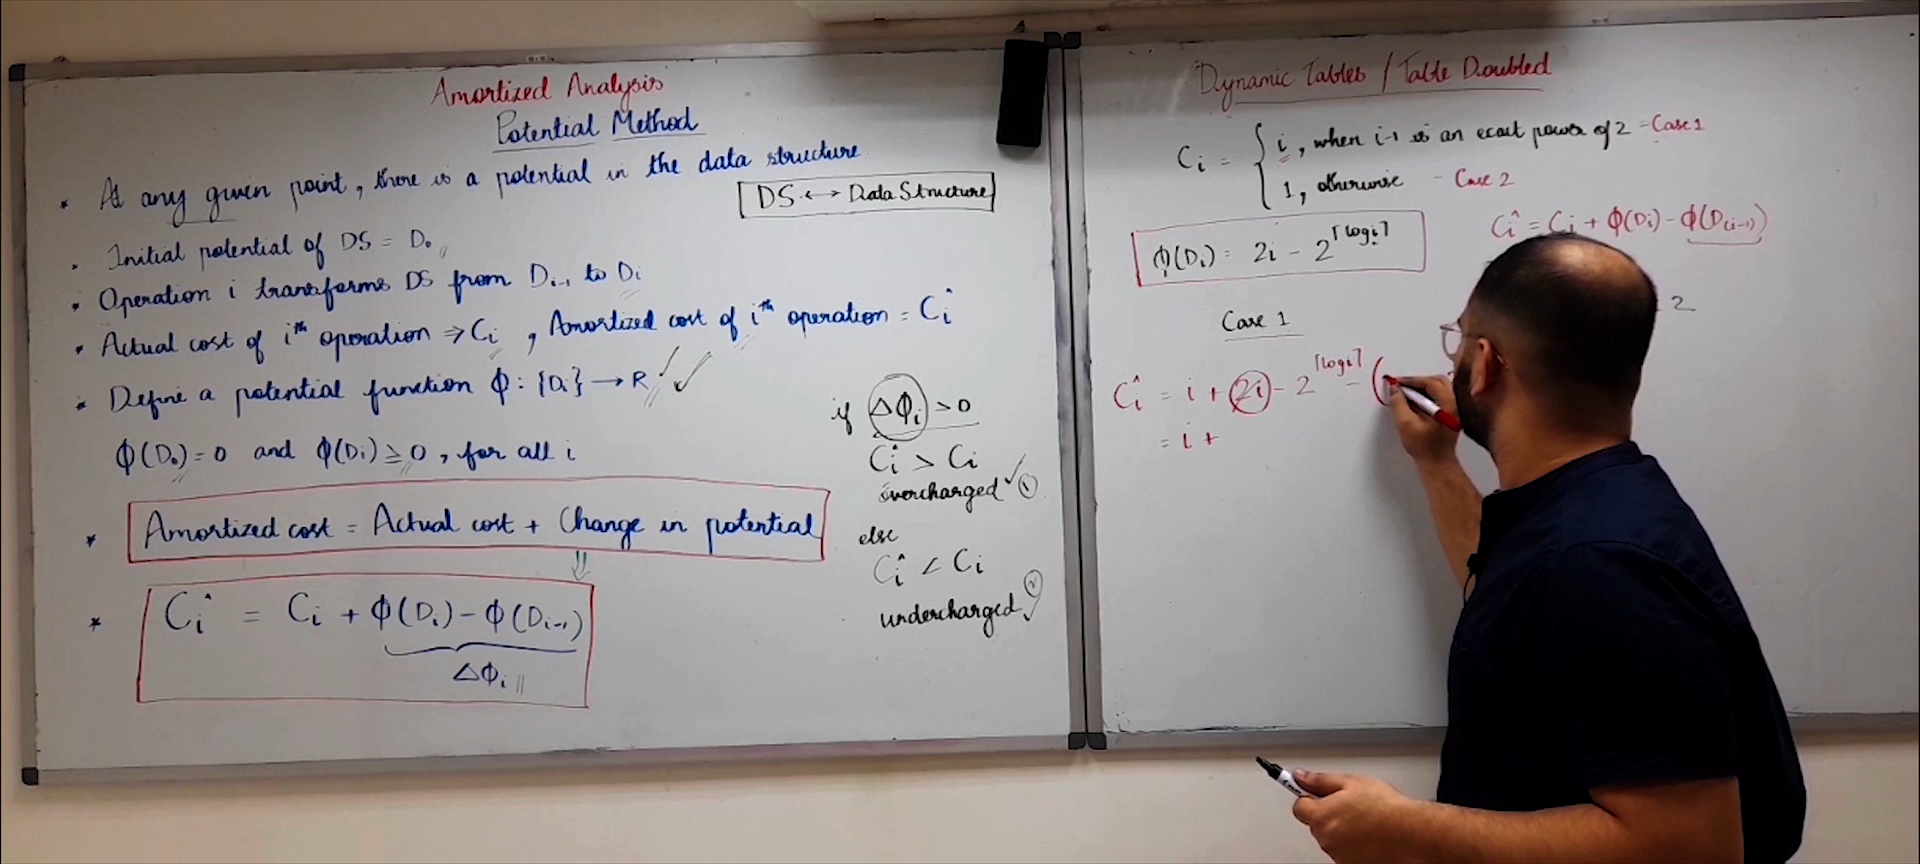 Amortized Analysis
Potential Method
* At any given point, there is a potential in the data structure
DS ↔ Data Structure
• Initial potential of DS = D₀
* Operation i transforms DS from Dᵢ₋₁ to Dᵢ
* Actual cost of iᵗʰ operation ⇒ Cᵢ , Amortized cost of iᵗʰ operation = Ĉᵢ
* Define a potential function ϕ : {Dᵢ} → R ✓ ✓
ϕ(D₀) = 0 and ϕ(Dᵢ) ≥ 0 , for all i
* Amortized cost = Actual cost + Change in potential
⇓
* Ĉᵢ = Cᵢ + ϕ(Dᵢ) − ϕ(Dᵢ₋₁)
Δϕᵢ
if Δϕᵢ > 0
Ĉᵢ > Cᵢ
overcharged ✓ ①
else
Ĉᵢ < Cᵢ
undercharged ✓ ②
Dynamic Tables / Table Doubled
Cᵢ = { i , when i-1 is an exact power of 2 - Case 1
1 , otherwise - Case 2
Ĉᵢ = Cᵢ + ϕ(Dᵢ) − ϕ(D₍ᵢ₋₁₎)
ϕ(Dᵢ) = 2i − 2^⌈log i⌉
2
Case 1
Ĉᵢ = i + 2i − 2^⌈log i⌉ − (
= i +